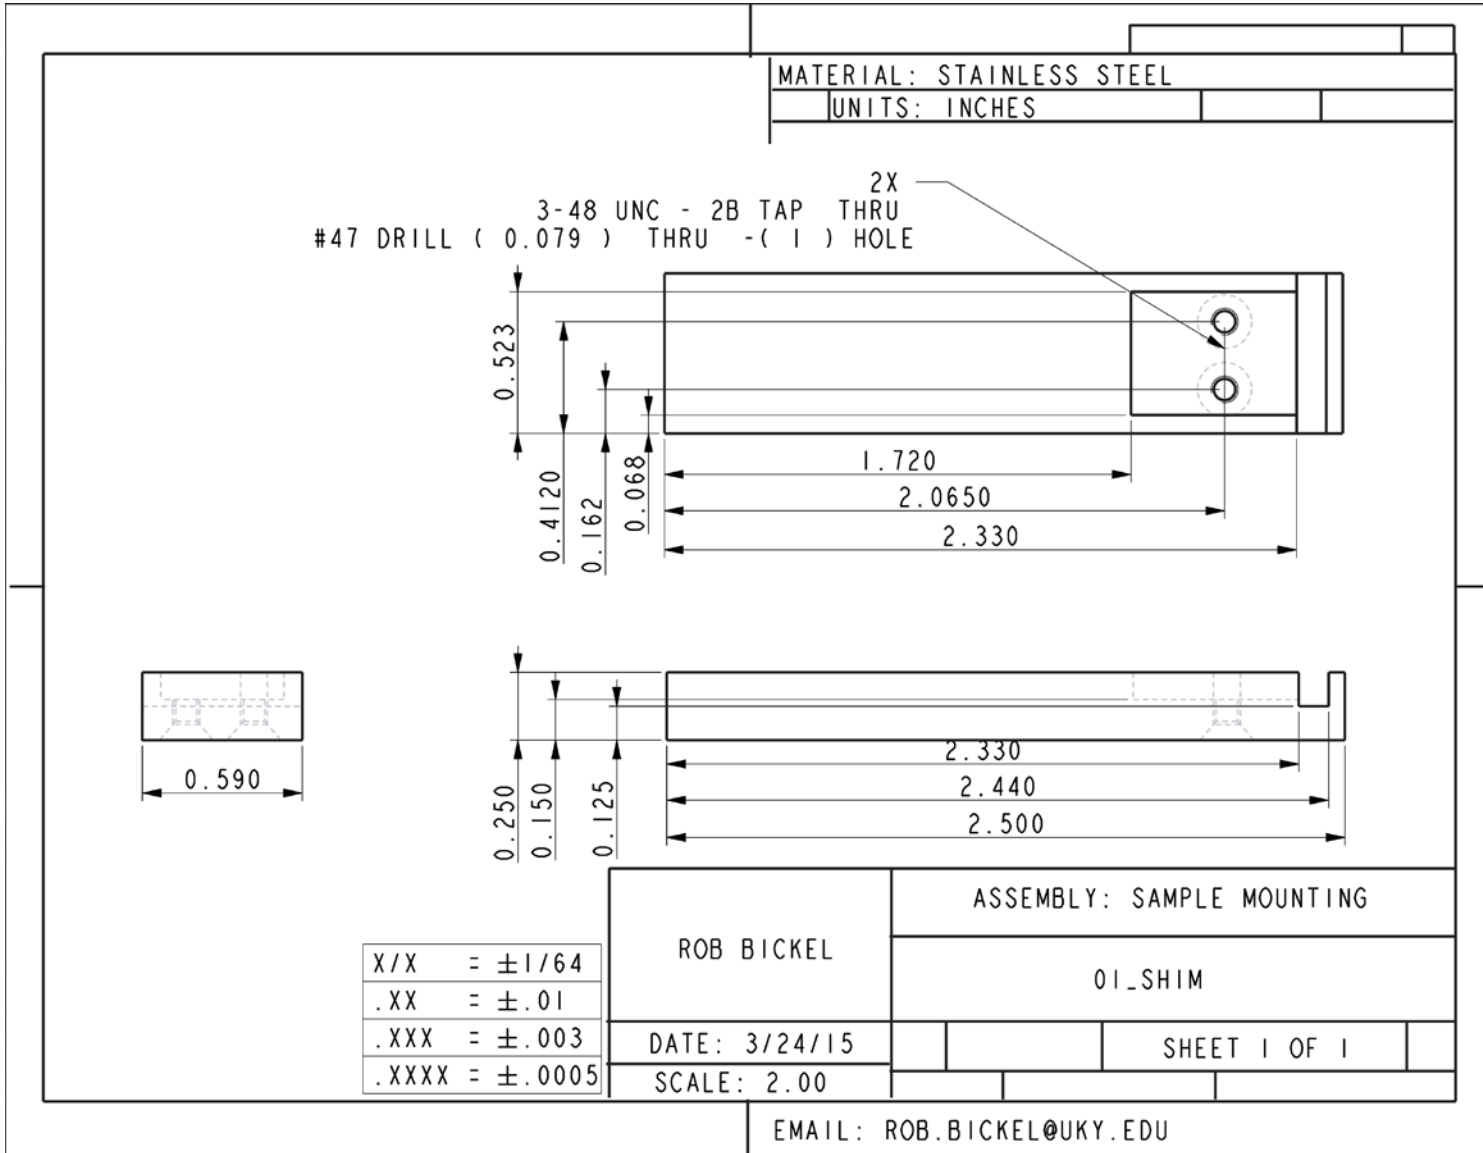 MATERIAL: STAINLESS STEEL
UNITS: INCHES
2X
3-48 UNC - 2B TAP THRU
#47 DRILL ( 0.079 ) THRU -( 1 ) HOLE
0.523
0.4120
0.162
0.068
1.720
2.0650
2.330
0.590
0.250
0.150
0.125
2.330
2.440
2.500
X/X = ±1/64
.XX = ±.01
.XXX = ±.003
.XXXX = ±.0005
ROB BICKEL
DATE: 3/24/15
SCALE: 2.00
ASSEMBLY: SAMPLE MOUNTING
01_SHIM
SHEET 1 OF 1
EMAIL: ROB.BICKEL@UKY.EDU